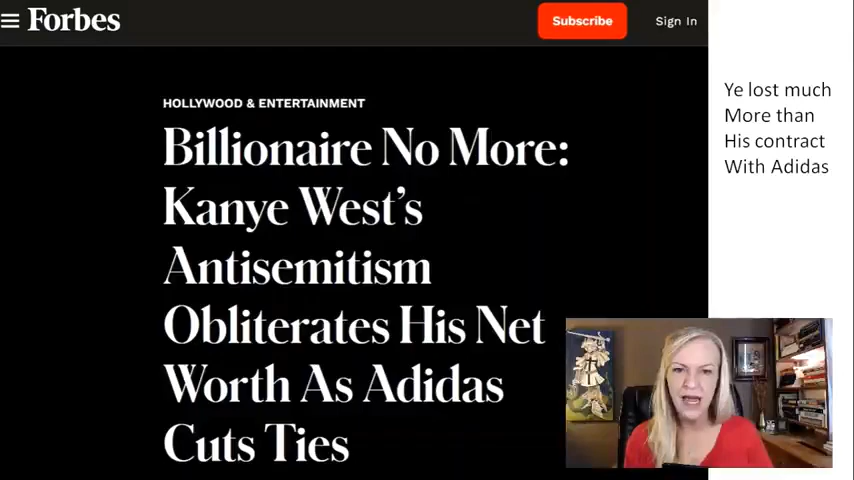 Forbes
Subscribe
Sign In
HOLLYWOOD & ENTERTAINMENT
Billionaire No More:
Kanye West’s
Antisemitism
Obliterates His Net
Worth As Adidas
Cuts Ties
Ye lost much
More than
His contract
With Adidas